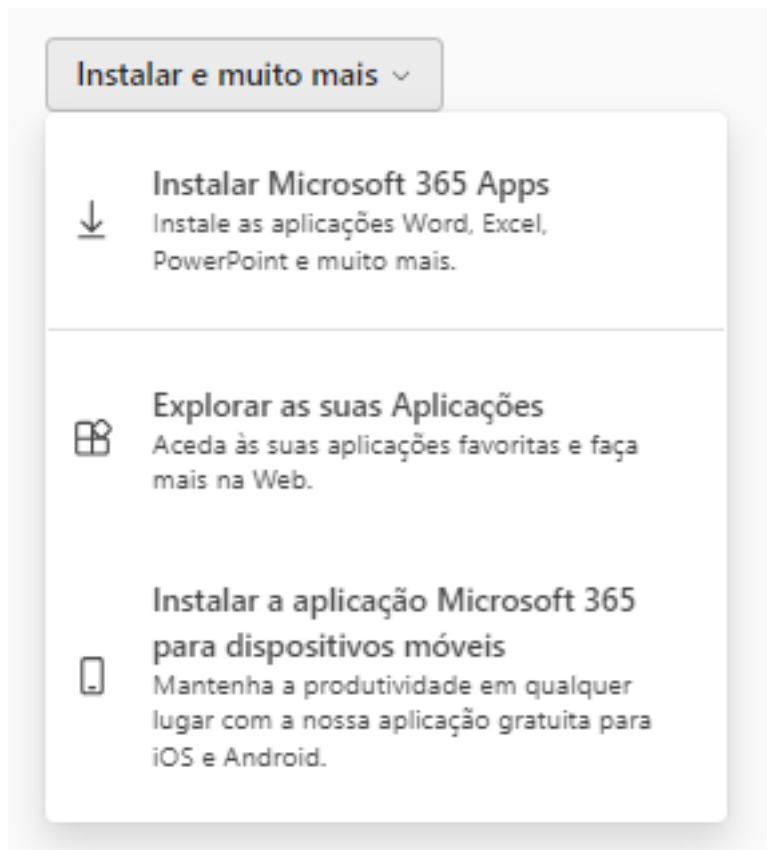 Instalar e muito mais
Instalar Microsoft 365 Apps
Instale as aplicações Word, Excel,
PowerPoint e muito mais.
Explorar as suas Aplicações
Aceda às suas aplicações favoritas e faça
mais na Web.
Instalar a aplicação Microsoft 365
para dispositivos móveis
Mantenha a produtividade em qualquer
lugar com a nossa aplicação gratuita para
iOS e Android.